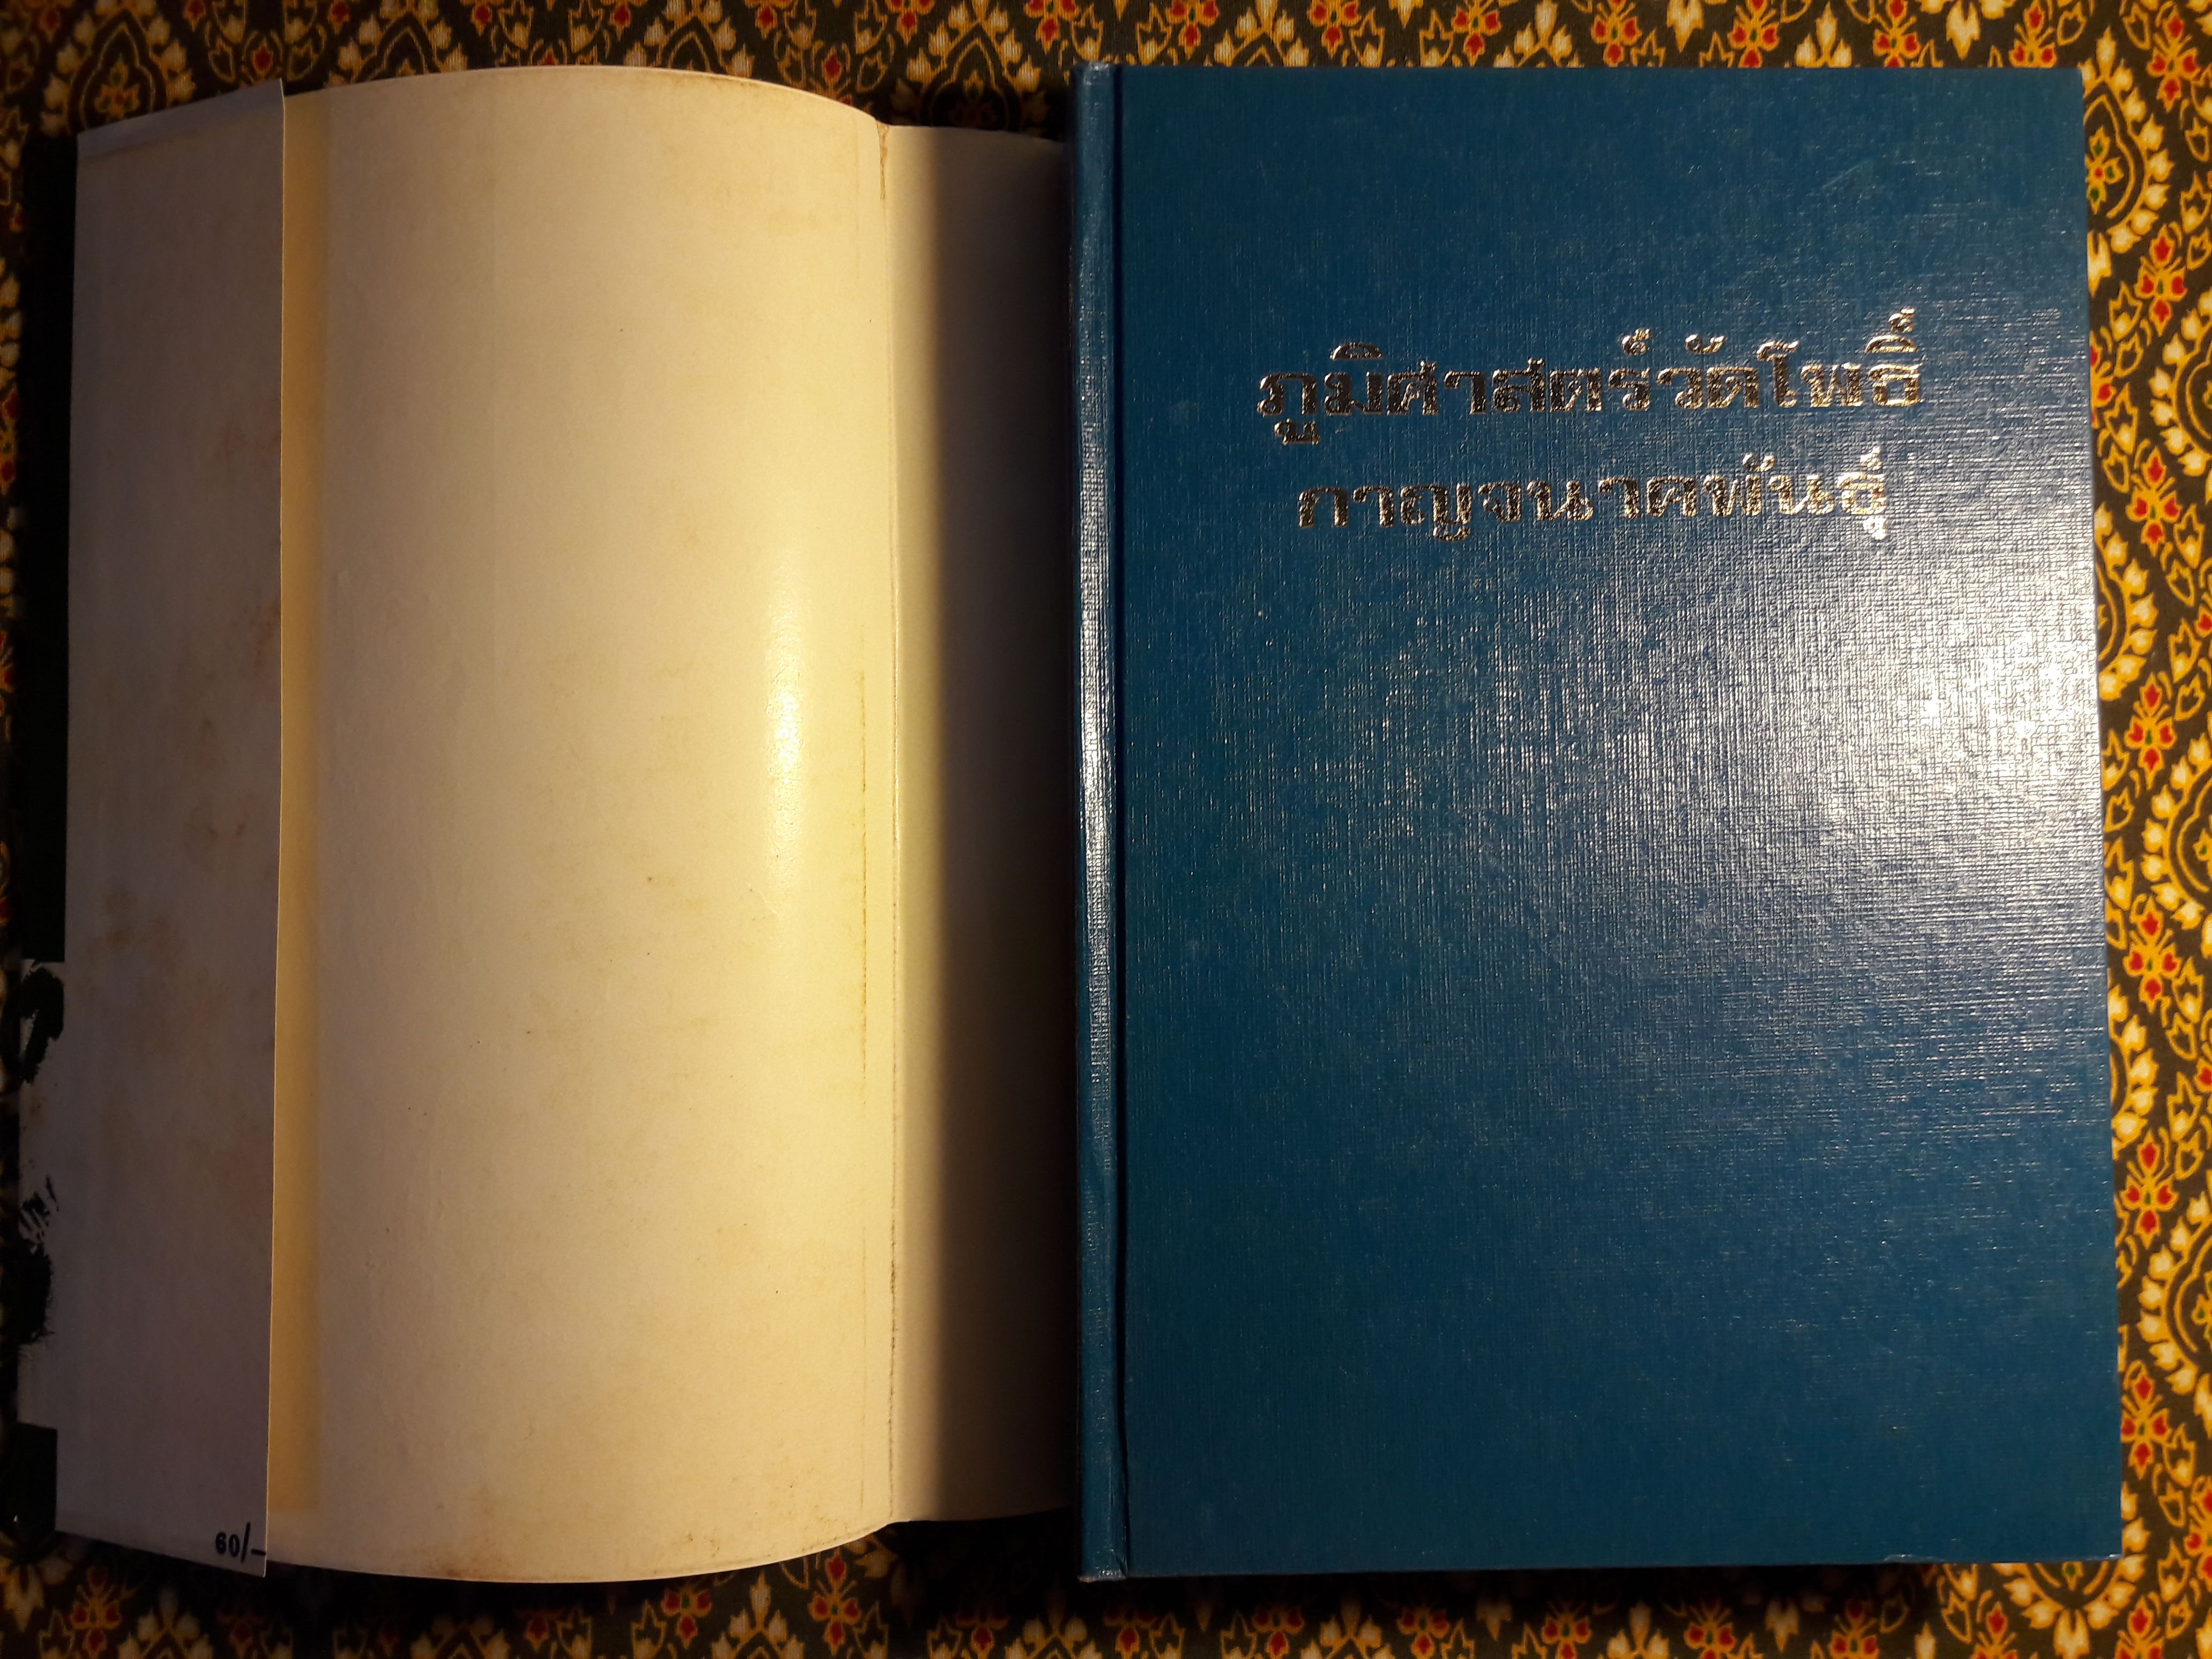 ภูมิศาสตร์วัดโพธิ์
กาญจนาคพันธุ์
60/-